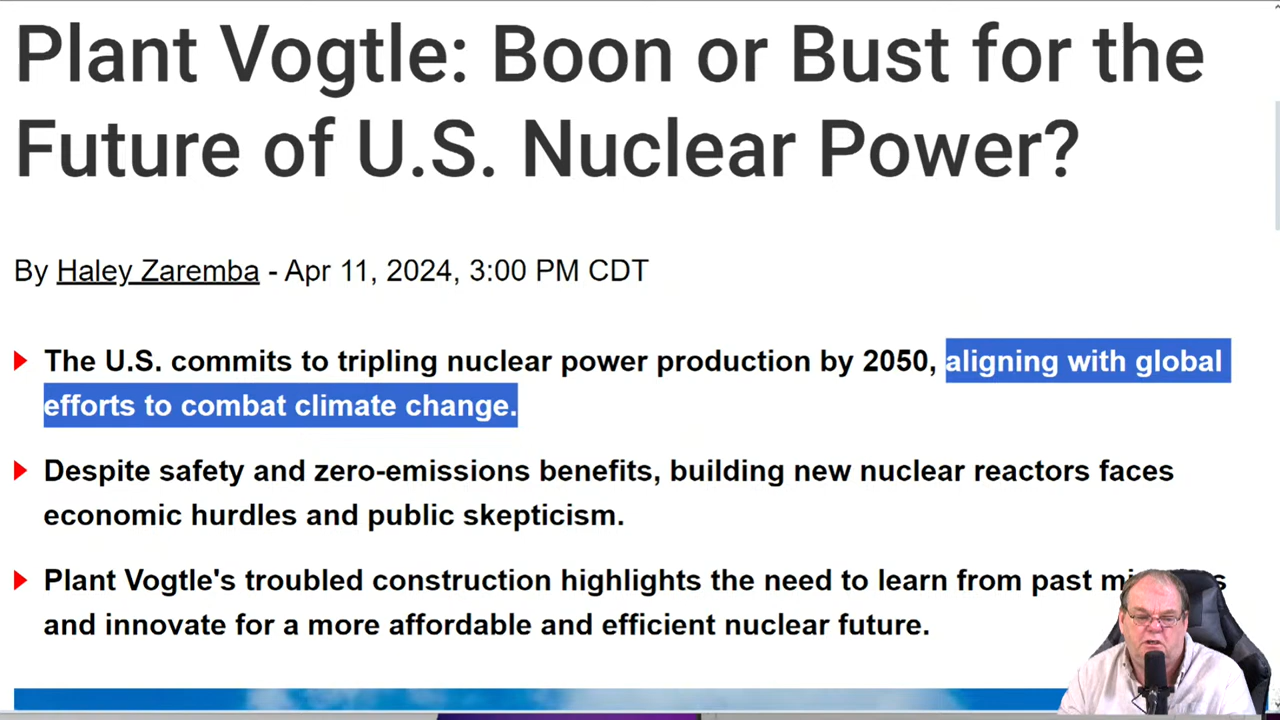 Plant Vogtle: Boon or Bust for the
Future of U.S. Nuclear Power?
By Haley Zaremba - Apr 11, 2024, 3:00 PM CDT
The U.S. commits to tripling nuclear power production by 2050, aligning with global
efforts to combat climate change.
Despite safety and zero-emissions benefits, building new nuclear reactors faces
economic hurdles and public skepticism.
Plant Vogtle's troubled construction highlights the need to learn from past
and innovate for a more affordable and efficient nuclear future.